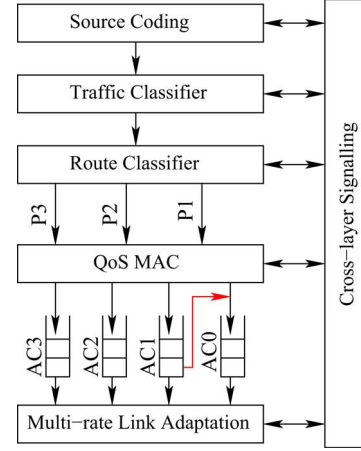 Source Coding
Traffic Classifier
Route Classifier
P3
P2
P1
QoS MAC
AC3
AC2
AC1
AC0
Multi−rate Link Adaptation
Cross−layer Signalling